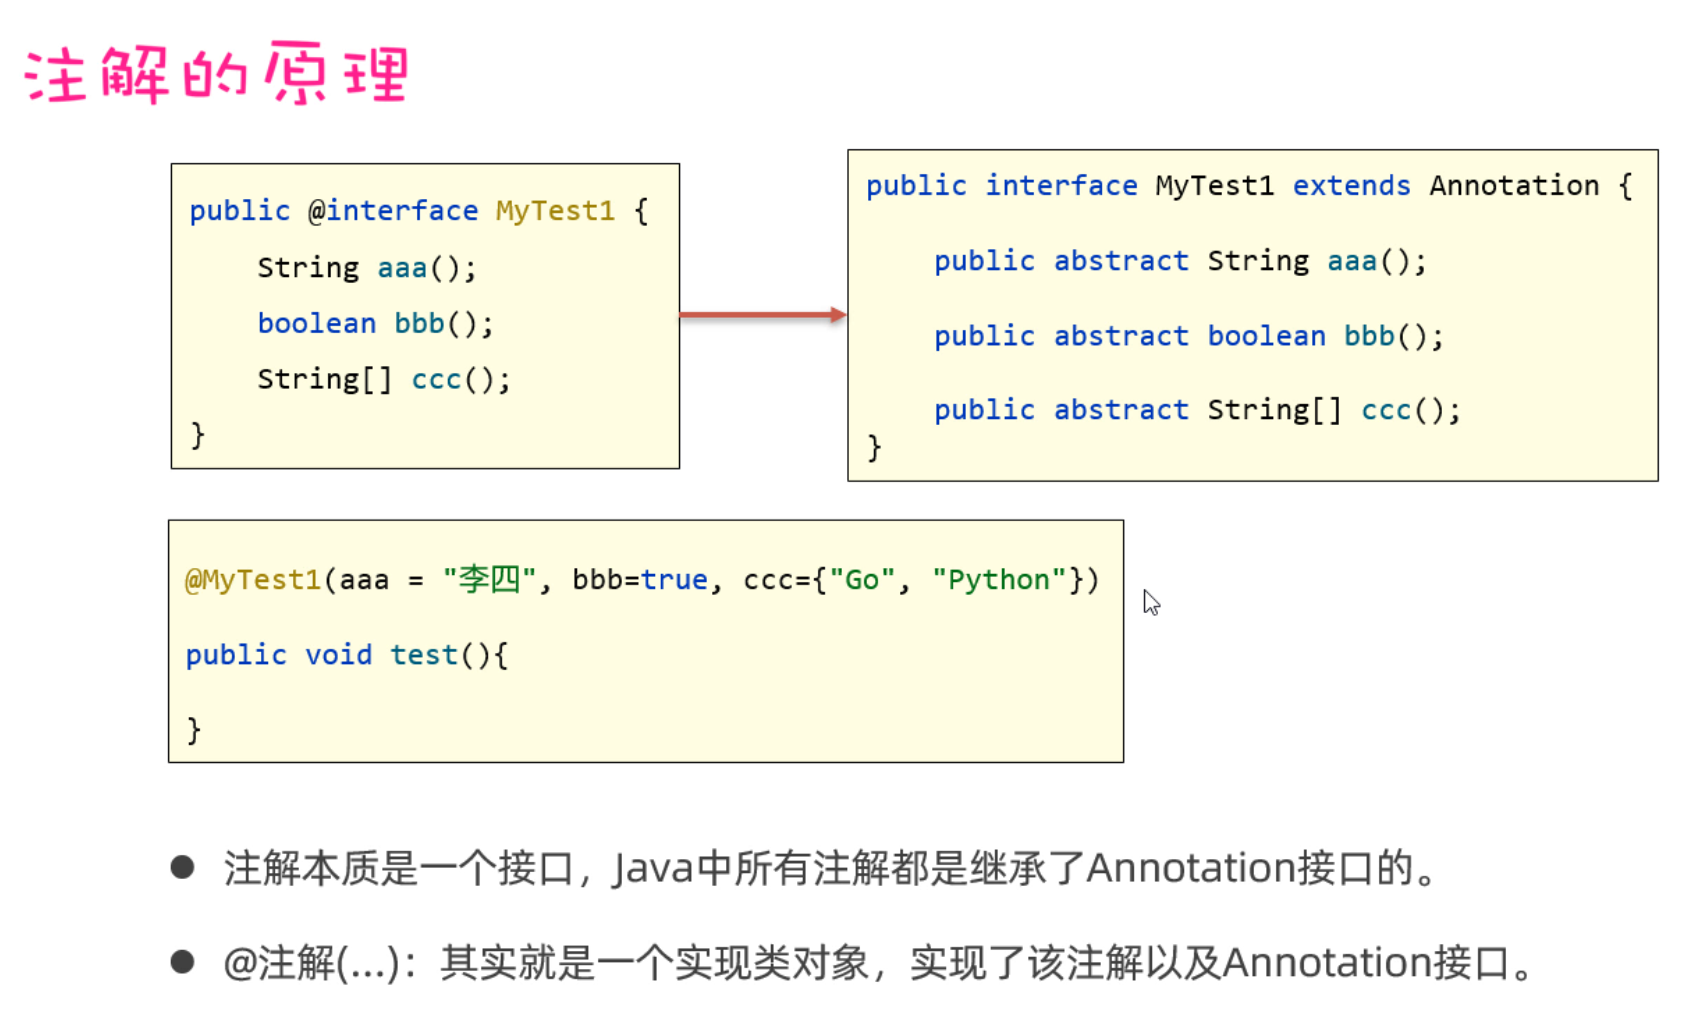 注解的原理
public @interface MyTest1 {
String aaa();
boolean bbb();
String[] ccc();
}
public interface MyTest1 extends Annotation {
public abstract String aaa();
public abstract boolean bbb();
public abstract String[] ccc();
}
@MyTest1(aaa = "李四", bbb=true, ccc={"Go", "Python"})
public void test(){
}
● 注解本质是一个接口，Java中所有注解都是继承了Annotation接口的。
● @注解(...)：其实就是一个实现类对象，实现了该注解以及Annotation接口。